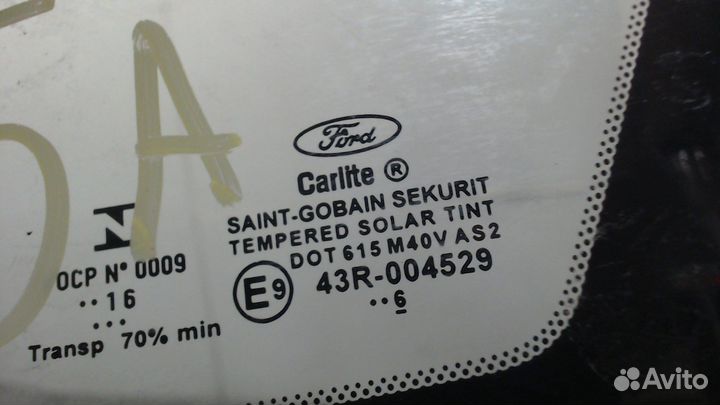 A
Ford
Carlite ®
SAINT-GOBAIN SEKURIT
TEMPERED SOLAR TINT
DOT 615 M40V AS2
E9 43R-004529
..6
OCP N° 0009
..16
...
Transp 70% min
Avito